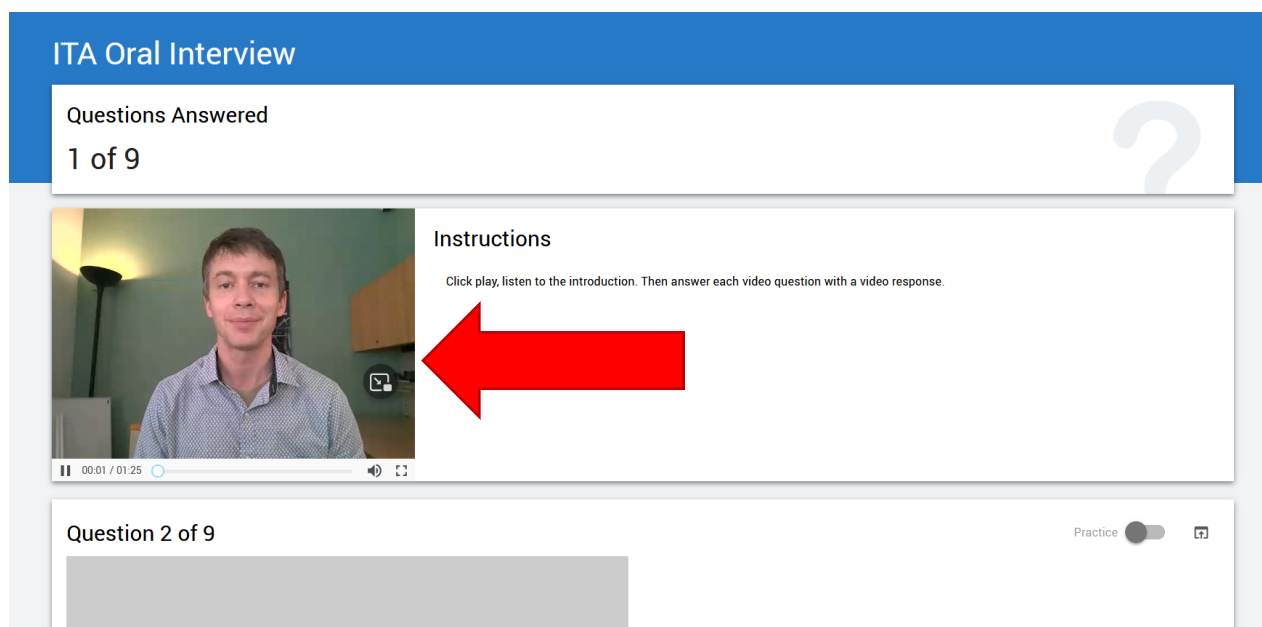 ITA Oral Interview
Questions Answered
1 of 9
Instructions
Click play, listen to the introduction. Then answer each video question with a video response.
00:01 / 01:25
Question 2 of 9
Practice